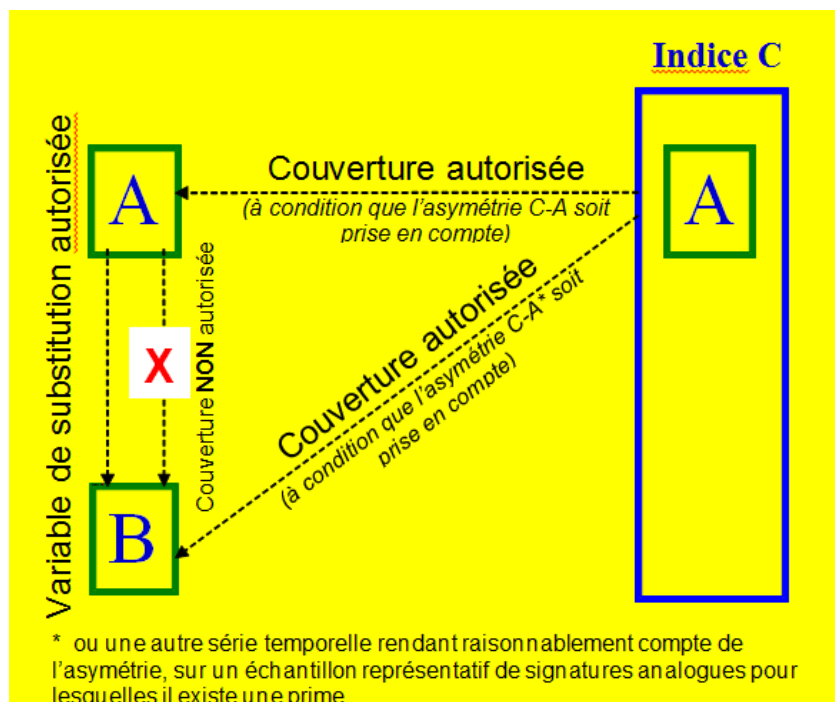 Indice C
Variable de substitution autorisée
A
Couverture autorisée
(à condition que l'asymétrie C-A soit
prise en compte)
A
X
Couverture NON autorisée
Couverture autorisée
(à condition que l'asymétrie C-A* soit
prise en compte)
B
* ou une autre série temporelle rendant raisonnablement compte de
l'asymétrie, sur un échantillon représentatif de signatures analogues pour
lesquelles il existe une prime